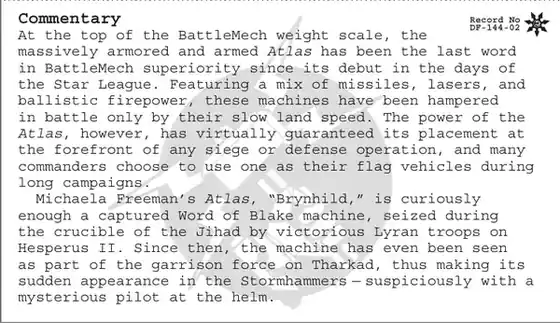 Commentary
Record No
DF-144-02
At the top of the BattleMech weight scale, the
massively armored and armed Atlas has been the last word
in BattleMech superiority since its debut in the days of
the Star League. Featuring a mix of missiles, lasers, and
ballistic firepower, these machines have been hampered
in battle only by their slow land speed. The power of the
Atlas, however, has virtually guaranteed its placement at
the forefront of any siege or defense operation, and many
commanders choose to use one as their flag vehicles during
long campaigns.
Michaela Freeman's Atlas, “Brynhild,” is curiously
enough a captured Word of Blake machine, seized during
the crucible of the Jihad by victorious Lyran troops on
Hesperus II. Since then, the machine has even been seen
as part of the garrison force on Tharkad, thus making its
sudden appearance in the Stormhammers — suspiciously with a
mysterious pilot at the helm.